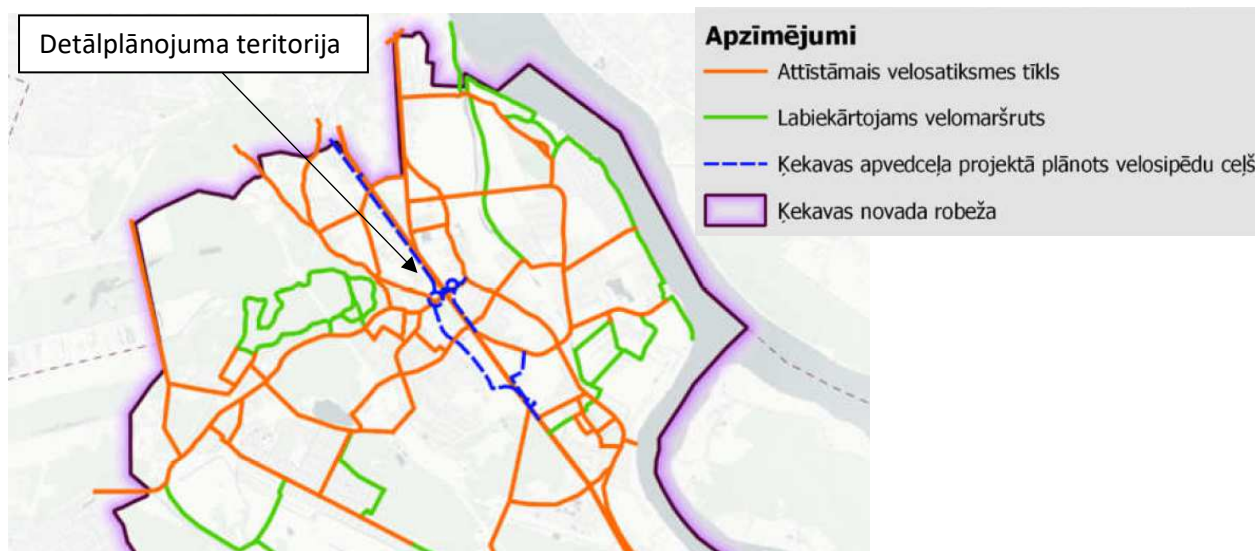 Detālplānojuma teritorija
Apzīmējumi
Attīstāmais velosatiksmes tīkls
Labiekārtojams velomaršruts
Ķekavas apvedceļa projektā plānots velosipēdu ceļš
Ķekavas novada robeža